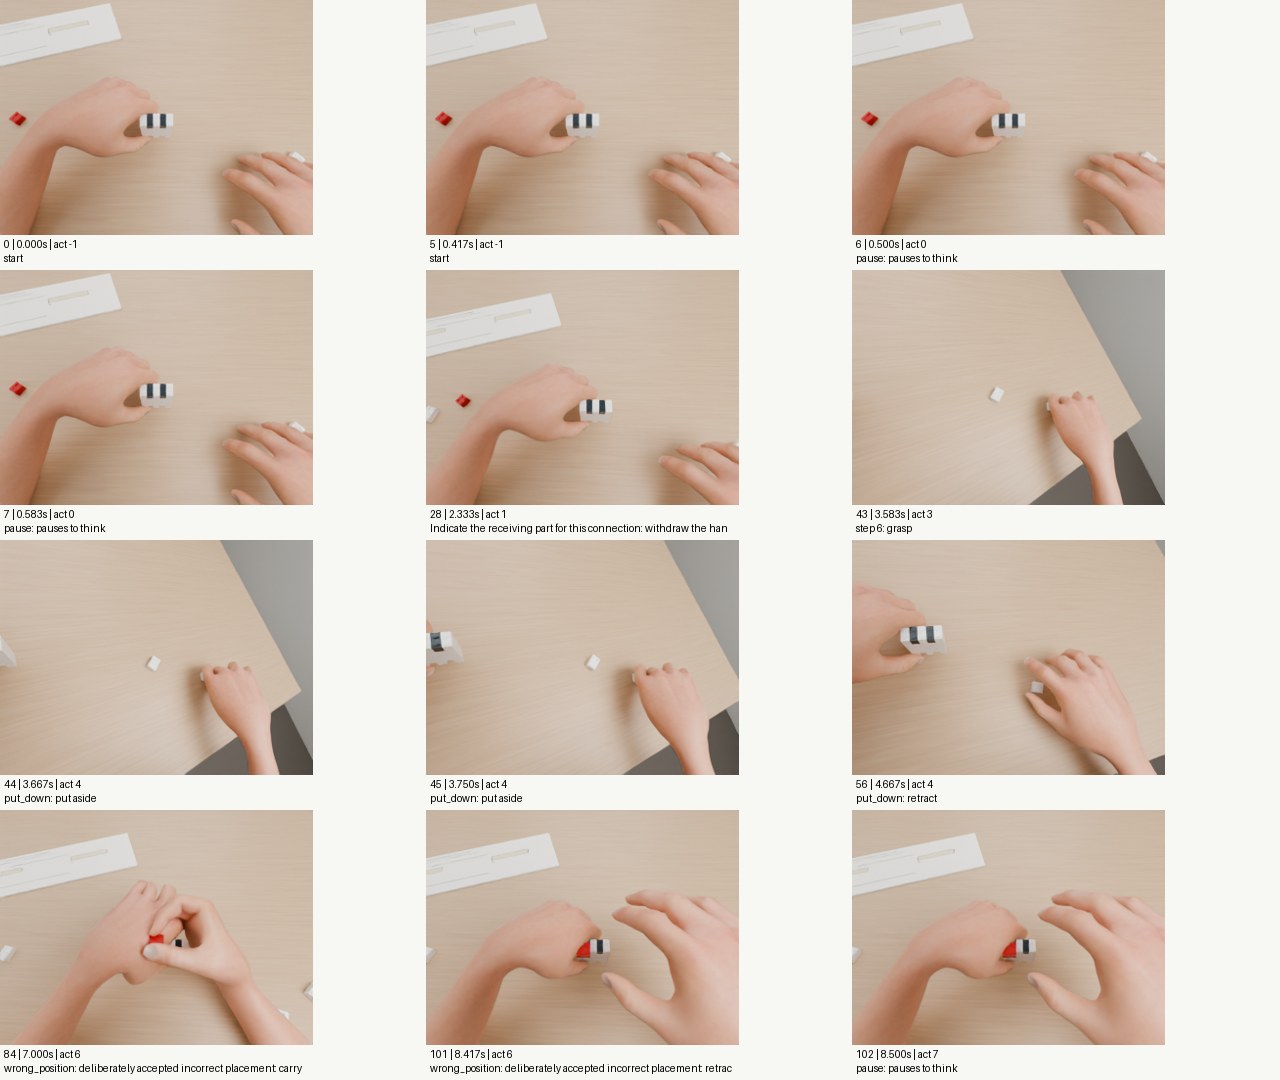 0 | 0.000s | act -1
start
5 | 0.417s | act -1
start
6 | 0.500s | act 0
pause: pauses to think
7 | 0.583s | act 0
pause: pauses to think
28 | 2.333s | act 1
Indicate the receiving part for this connection: withdraw the han
43 | 3.583s | act 3
step 6: grasp
44 | 3.667s | act 4
put_down: put aside
45 | 3.750s | act 4
put_down: put aside
56 | 4.667s | act 4
put_down: retract
84 | 7.000s | act 6
wrong_position: deliberately accepted incorrect placement: carry
101 | 8.417s | act 6
wrong_position: deliberately accepted incorrect placement: retrac
102 | 8.500s | act 7
pause: pauses to think